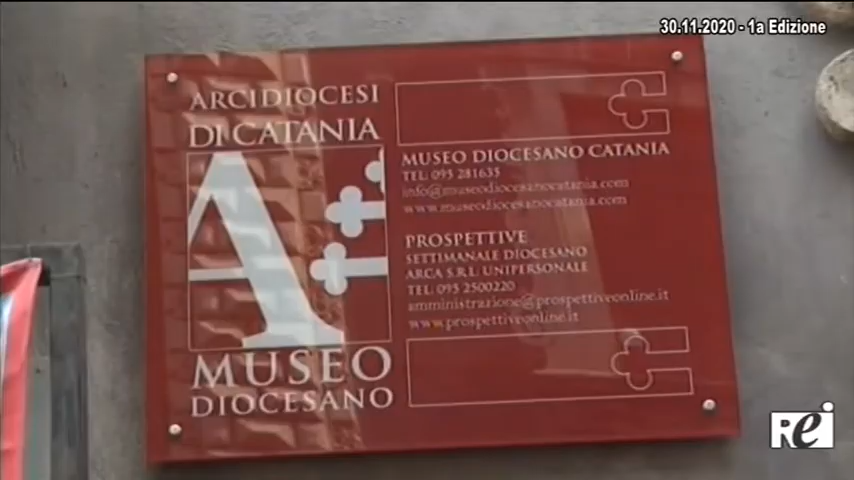 30.11.2020 - 1a Edizione
ARCIDIOCESI
DI CATANIA
MUSEO
DIOCESANO
MUSEO DIOCESANO CATANIA
TEL. 095 281635
info@museodiocesanocatania.com
www.museodiocesanocatania.com
PROSPETTIVE
SETTIMANALE DIOCESANO
ARCA S.R.L. UNIPERSONALE
TEL. 095 2500220
amministrazione@prospettiveonline.it
www.prospettiveonline.it
Rei